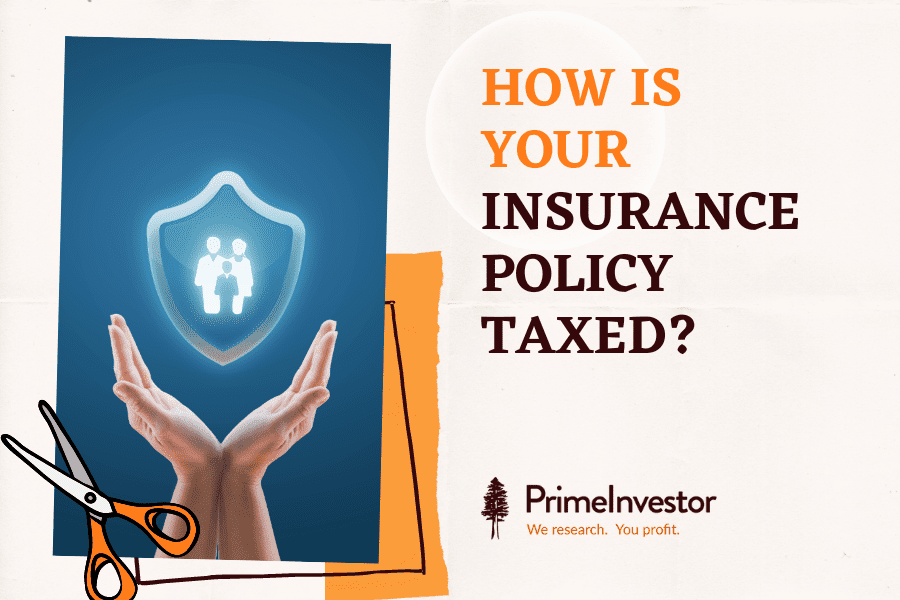 HOW IS
YOUR
INSURANCE
POLICY
TAXED?
PrimeInvestor
We research. You profit.